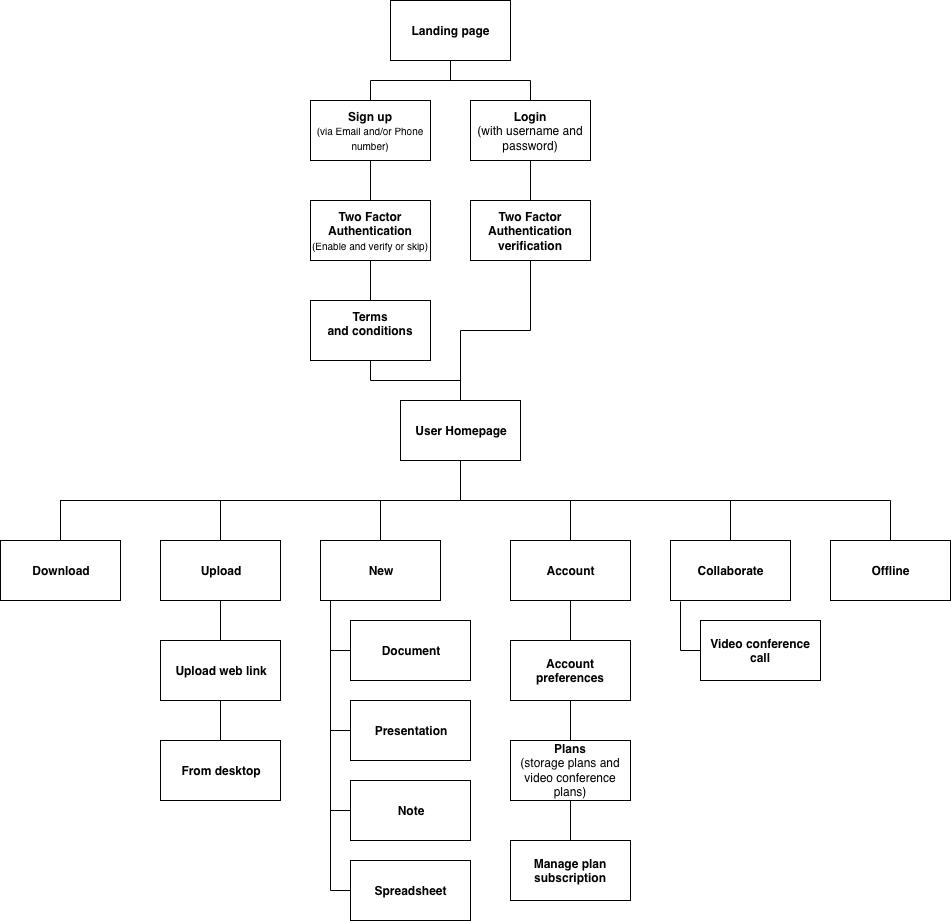 Landing page
Sign up
(via Email and/or Phone
number)
Login
(with username and
password)
Two Factor
Authentication
(Enable and verify or skip)
Two Factor
Authentication
verification
Terms
and conditions
User Homepage
Download
Upload
New
Account
Collaborate
Offline
Upload web link
From desktop
Document
Presentation
Note
Spreadsheet
Account
preferences
Plans
(storage plans and
video conference
plans)
Manage plan
subscription
Video conference
call